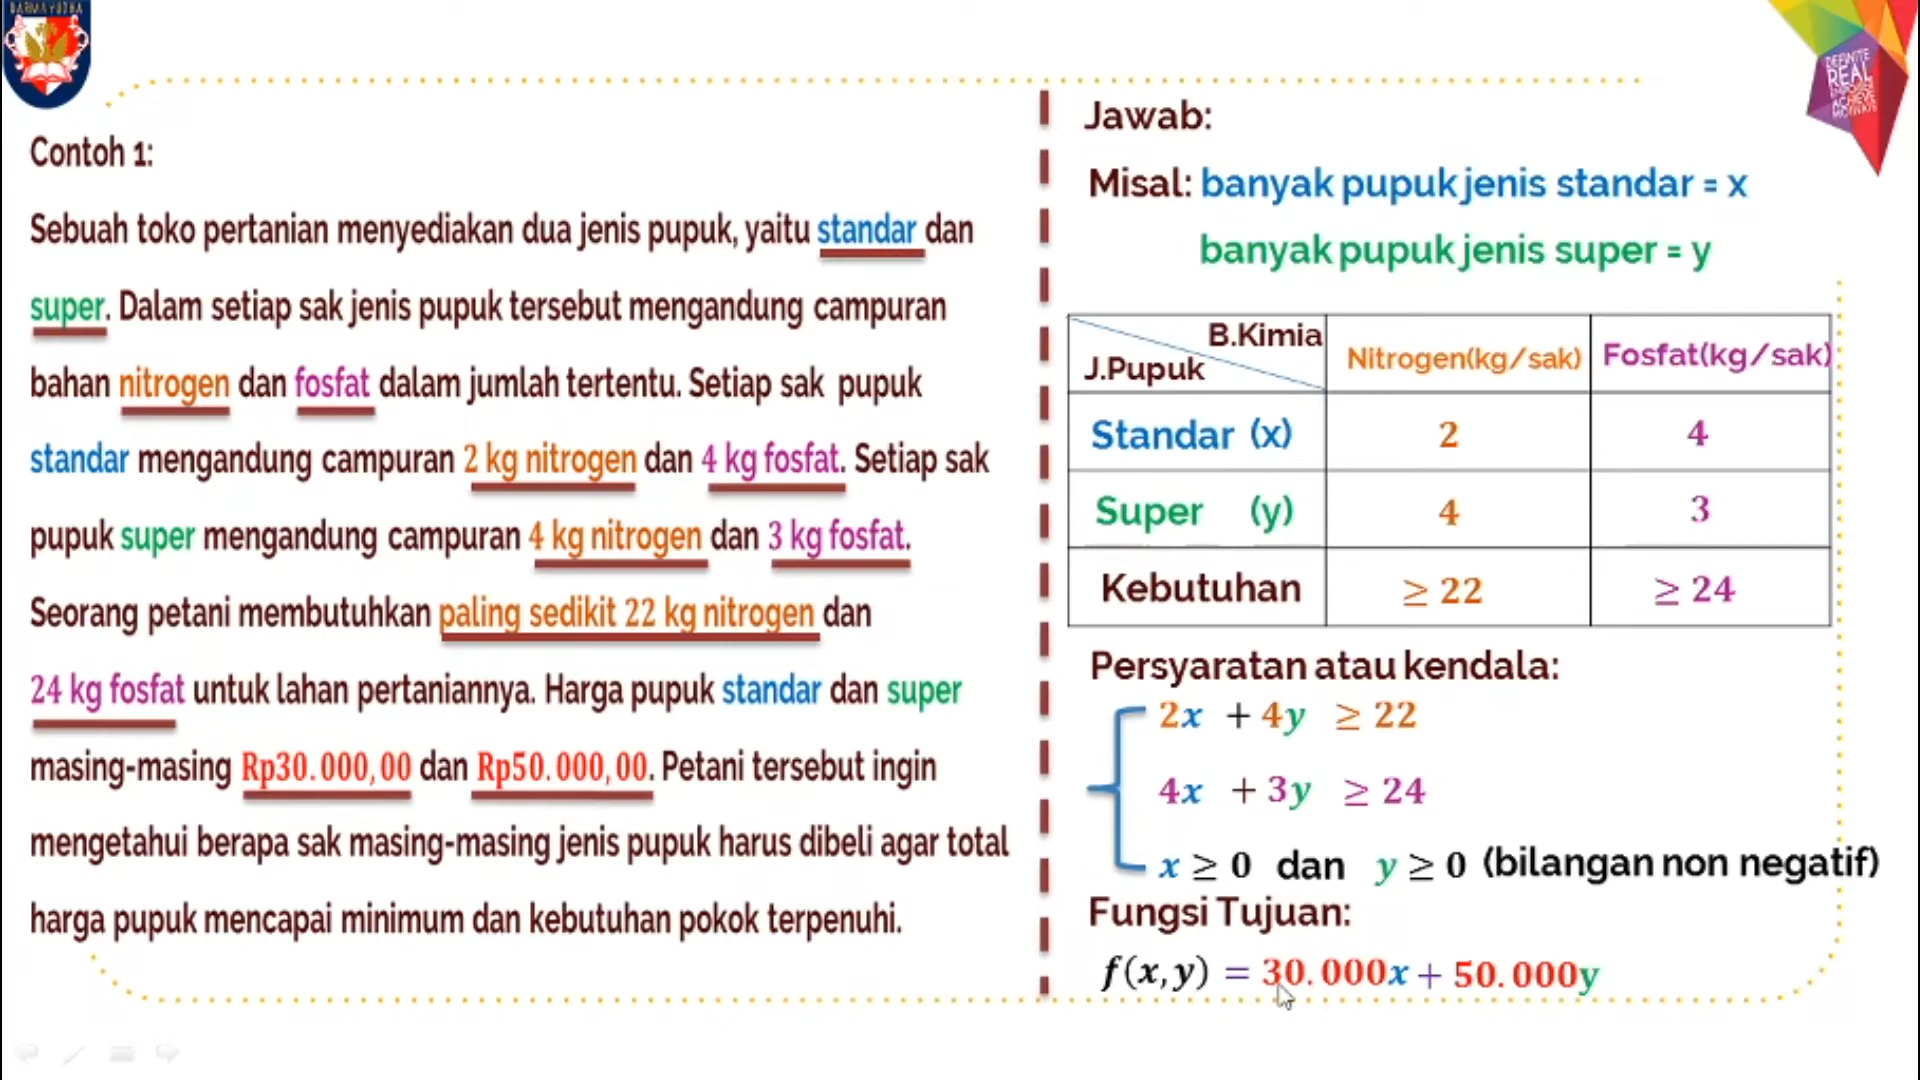 DARMAYUDHA
DEFINITE
REAL
ACHIEVE
Contoh 1:
Sebuah toko pertanian menyediakan dua jenis pupuk, yaitu standar dan
super. Dalam setiap sak jenis pupuk tersebut mengandung campuran
bahan nitrogen dan fosfat dalam jumlah tertentu. Setiap sak pupuk
standar mengandung campuran 2 kg nitrogen dan 4 kg fosfat. Setiap sak
pupuk super mengandung campuran 4 kg nitrogen dan 3 kg fosfat.
Seorang petani membutuhkan paling sedikit 22 kg nitrogen dan
24 kg fosfat untuk lahan pertaniannya. Harga pupuk standar dan super
masing-masing Rp30.000,00 dan Rp50.000,00. Petani tersebut ingin
mengetahui berapa sak masing-masing jenis pupuk harus dibeli agar total
harga pupuk mencapai minimum dan kebutuhan pokok terpenuhi.
Jawab:
Misal: banyak pupuk jenis standar = x
banyak pupuk jenis super = y
B.Kimia
J.Pupuk
Nitrogen(kg/sak) Fosfat(kg/sak)
Standar (x) 2 4
Super (y) 4 3
Kebutuhan ≥ 22 ≥ 24
Persyaratan atau kendala:
2x + 4y ≥ 22
4x + 3y ≥ 24
x ≥ 0 dan y ≥ 0 (bilangan non negatif)
Fungsi Tujuan:
f(x,y) = 30.000x + 50.000y